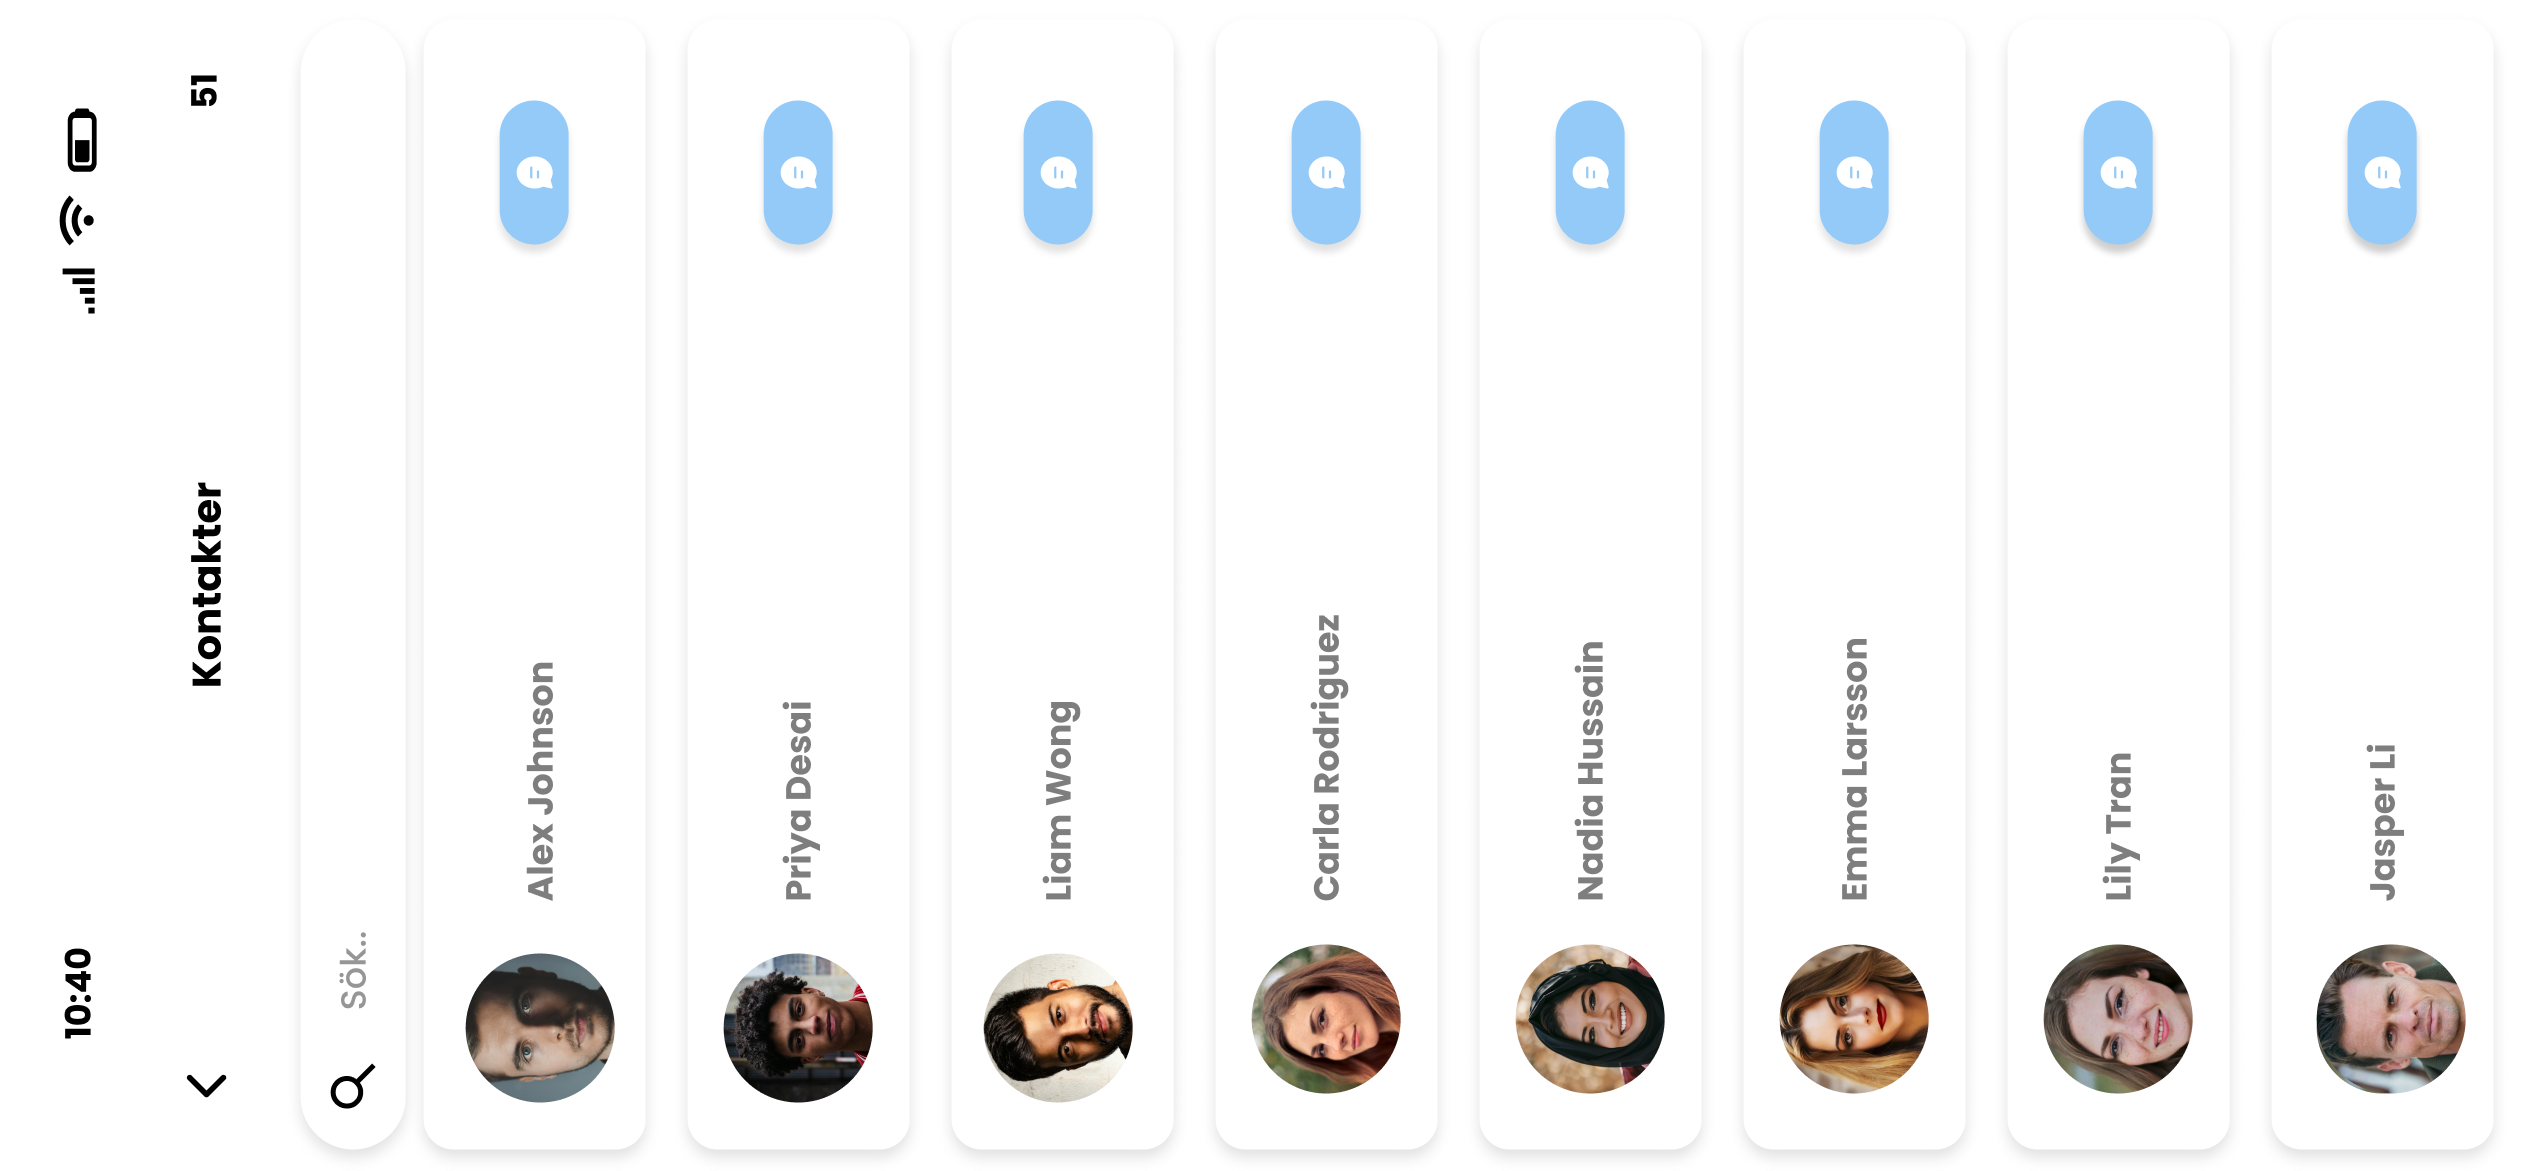 10:40
Kontakter
51
Sök..
Alex Johnson
Priya Desai
Liam Wong
Carla Rodriguez
Nadia Hussain
Emma Larsson
Lily Tran
Jasper Li